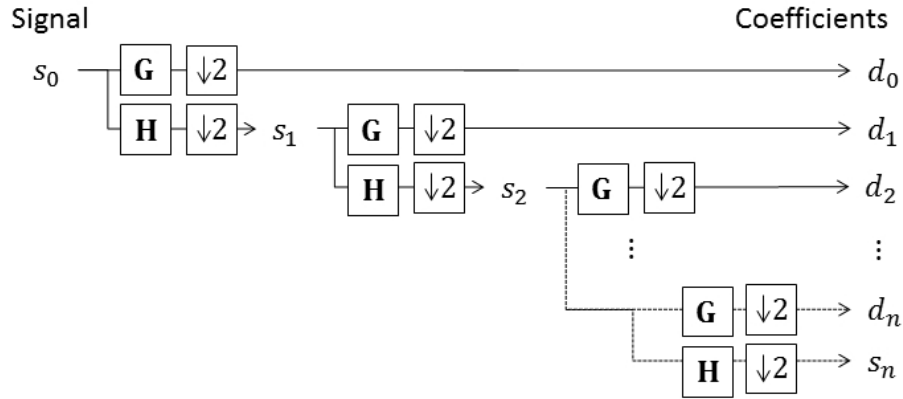 Signal Coefficients
s₀ G ↓2 d₀
H ↓2 s₁ G ↓2 d₁
H ↓2 s₂ G ↓2 d₂
⋮ ⋮
G ↓2 dₙ
H ↓2 sₙ